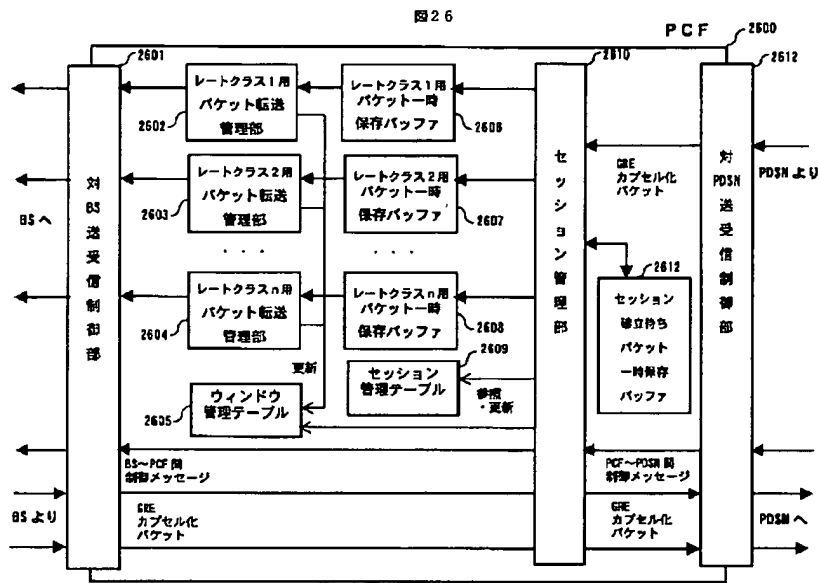 図26
PCF
2600
2601
2610
2612
レートクラス1用
パケット転送
管理部
2602
レートクラス1用
パケット一時
保存バッファ
2606
レートクラス2用
パケット転送
管理部
2603
レートクラス2用
パケット一時
保存バッファ
2607
・・・
・・・
レートクラスn用
パケット転送
管理部
2604
レートクラスn用
パケット一時
保存バッファ
2608
対BS送受信制御部
セッション管理部
対PDSN送受信制御部
BSへ
GRE
カプセル化
パケット
PDSNより
2612
セッション
確立待ち
パケット
一時保存
バッファ
更新
ウィンドウ
管理テーブル
2605
セッション
管理テーブル
2609
参照
・更新
BS~PCF間
制御メッセージ
PCF~PDSN間
制御メッセージ
BSより
GRE
カプセル化
パケット
GRE
カプセル化
パケット
PDSNへ